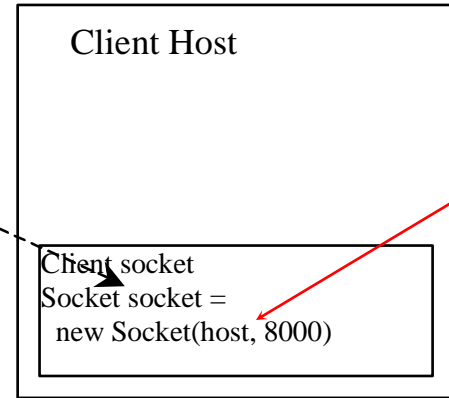 Client Host
Client socket
Socket socket =
new Socket(host, 8000)